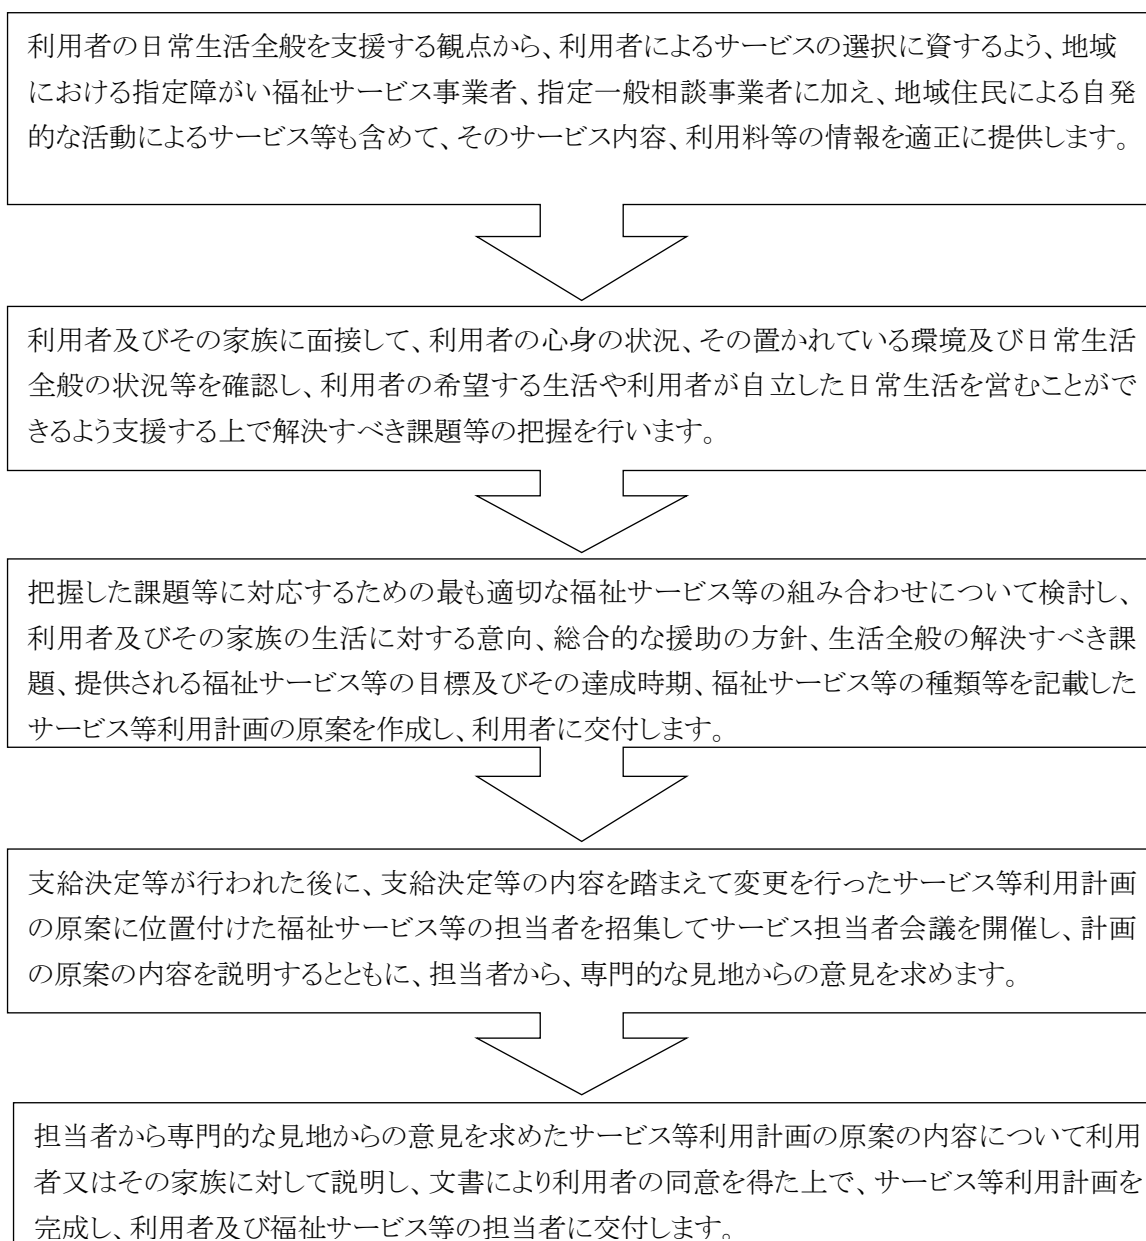 利用者の日常生活全般を支援する観点から、利用者によるサービスの選択に資するよう、地域
における指定障がい福祉サービス事業者、指定一般相談事業者に加え、地域住民による自発
的な活動によるサービス等も含めて、そのサービス内容、利用料等の情報を適正に提供します。
利用者及びその家族に面接して、利用者の心身の状況、その置かれている環境及び日常生活
全般の状況等を確認し、利用者の希望する生活や利用者が自立した日常生活を営むことがで
きるよう支援する上で解決すべき課題等の把握を行います。
把握した課題等に対応するための最も適切な福祉サービス等の組み合わせについて検討し、
利用者及びその家族の生活に対する意向、総合的な援助の方針、生活全般の解決すべき課
題、提供される福祉サービス等の目標及びその達成時期、福祉サービス等の種類等を記載した
サービス等利用計画の原案を作成し、利用者に交付します。
支給決定等が行われた後に、支給決定等の内容を踏まえて変更を行ったサービス等利用計画
の原案に位置付けた福祉サービス等の担当者を招集してサービス担当者会議を開催し、計画
の原案の内容を説明するとともに、担当者から、専門的な見地からの意見を求めます。
担当者から専門的な見地からの意見を求めたサービス等利用計画の原案の内容について利用
者又はその家族に対して説明し、文書により利用者の同意を得た上で、サービス等利用計画を
完成し、利用者及び福祉サービス等の担当者に交付します。